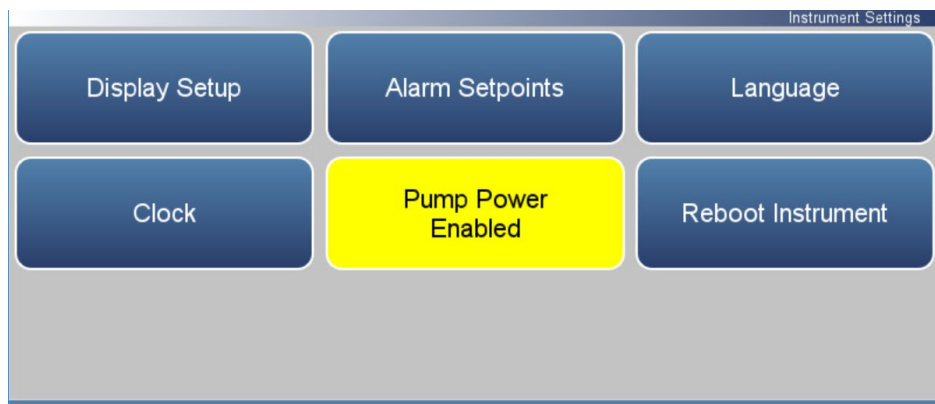 Instrument Settings
Display Setup
Alarm Setpoints
Language
Clock
Pump Power
Enabled
Reboot Instrument